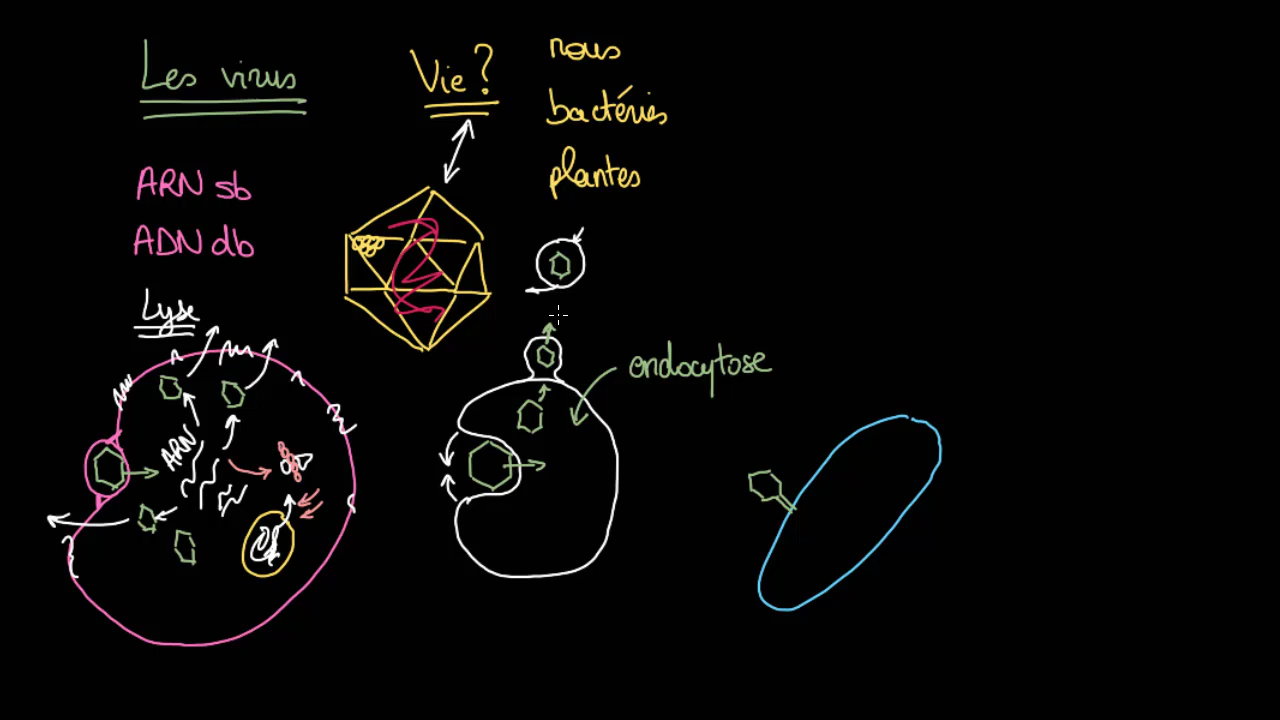 Les virus
Vie?
nous
bactéries
plantes
ARN sb
ADN db
Lyse
endocytose
ARN